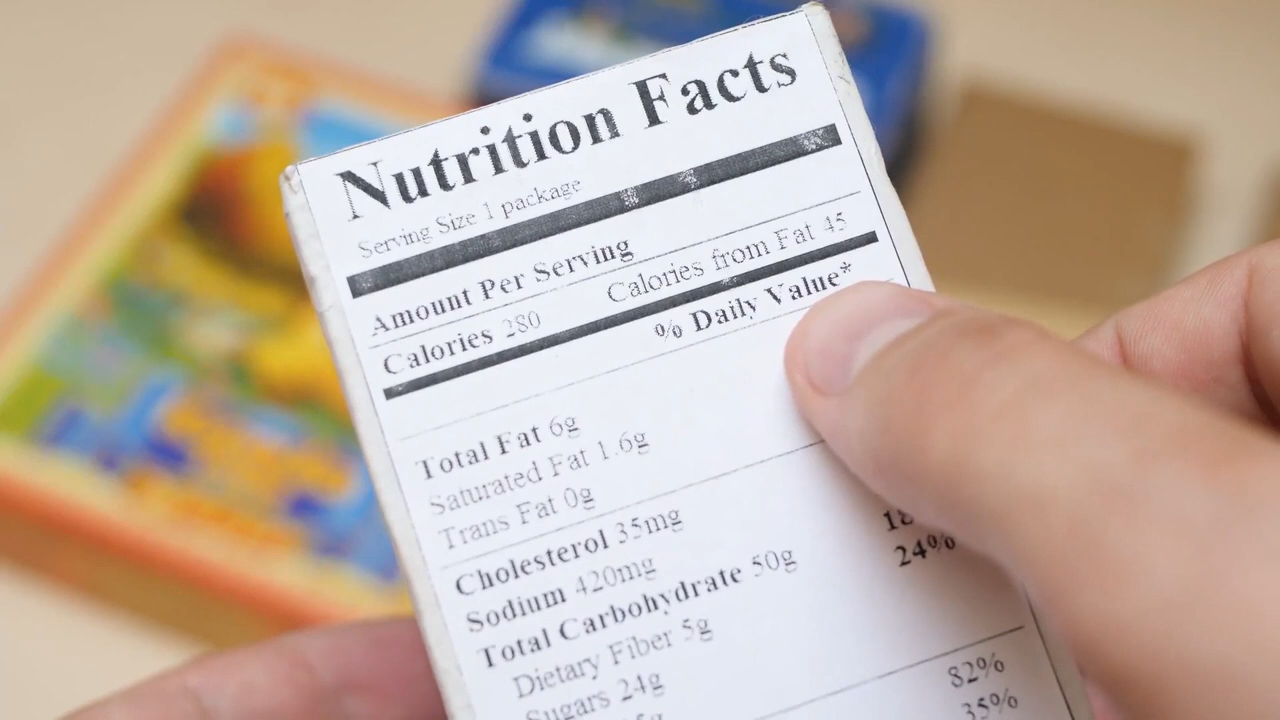 Nutrition Facts
Serving Size 1 package
Amount Per Serving
Calories 280 Calories from Fat 45
% Daily Value*
Total Fat 6g
Saturated Fat 1.6g
Trans Fat 0g
Cholesterol 35mg
Sodium 420mg 18
Total Carbohydrate 50g 24%
Dietary Fiber 5g
Sugars 24g
82%
35%